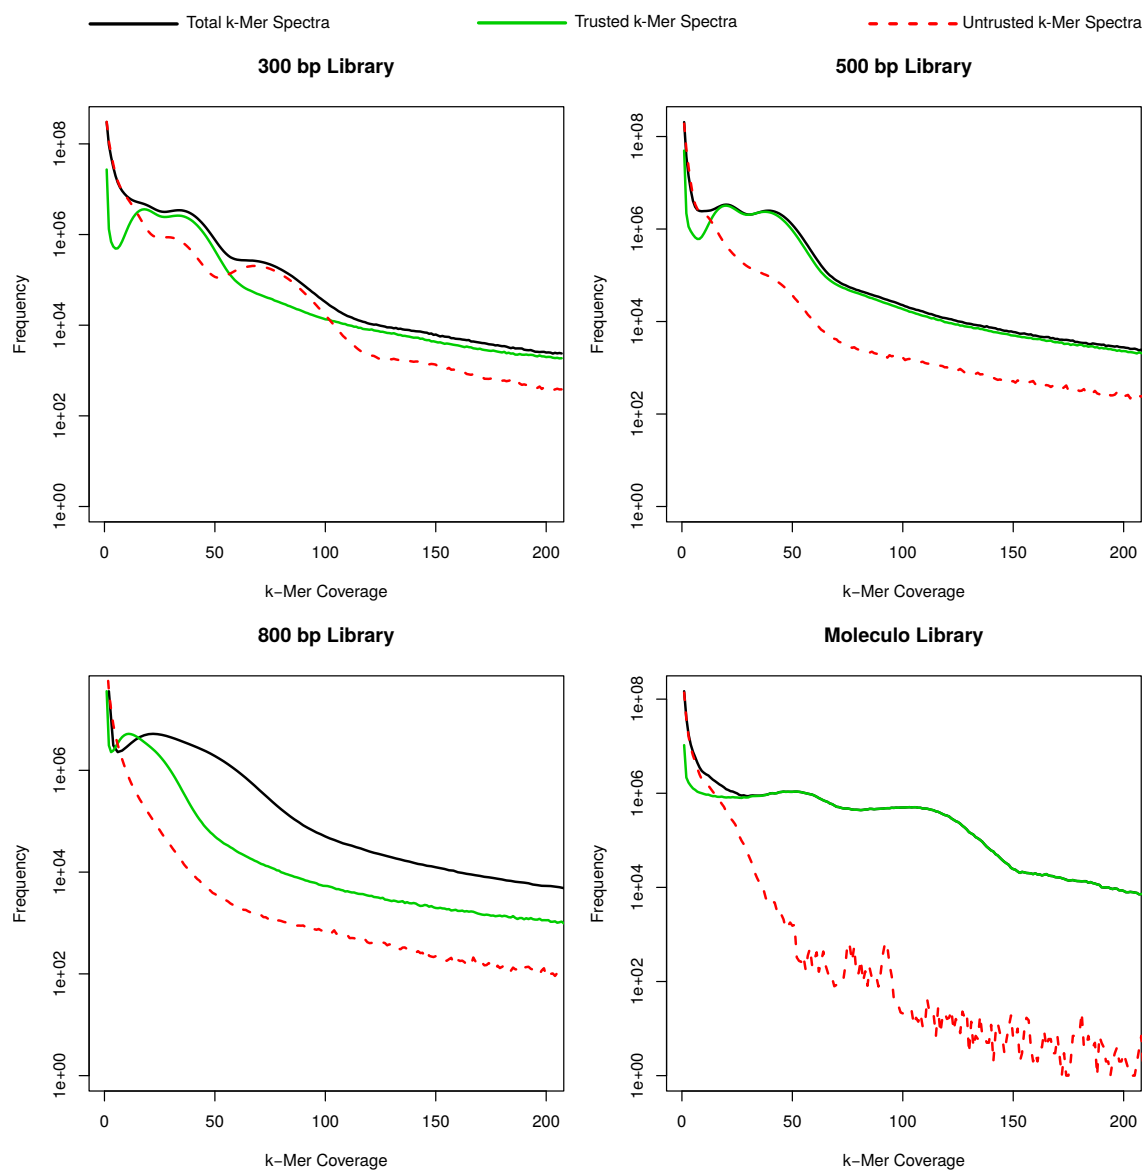 Total k-Mer Spectra Trusted k-Mer Spectra Untrusted k-Mer Spectra
300 bp Library
500 bp Library
Frequency
1e+00 1e+02 1e+04 1e+06 1e+08
0 50 100 150 200
k−Mer Coverage
Frequency
1e+00 1e+02 1e+04 1e+06 1e+08
0 50 100 150 200
k−Mer Coverage
800 bp Library
Moleculo Library
Frequency
1e+00 1e+02 1e+04 1e+06
0 50 100 150 200
k−Mer Coverage
Frequency
1e+00 1e+02 1e+04 1e+06 1e+08
0 50 100 150 200
k−Mer Coverage